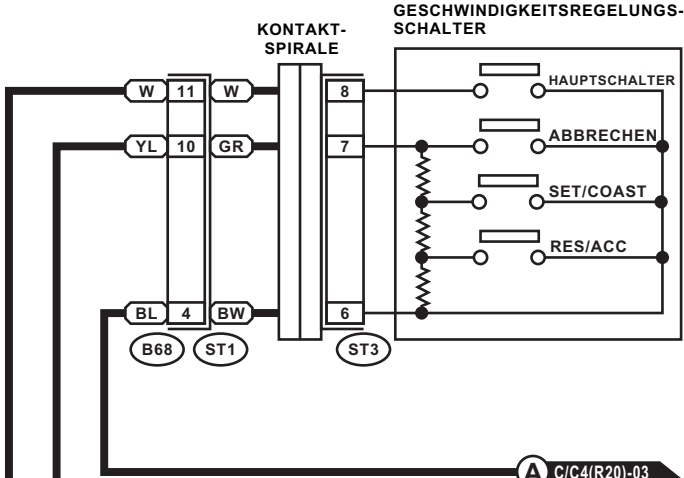 GESCHWINDIGKEITSREGELUNGS-
SCHALTER
KONTAKT-
SPIRALE
W 11 W 8 HAUPTSCHALTER
YL 10 GR 7 ABBRECHEN
SET/COAST
RES/ACC
BL 4 BW 6
B68 ST1 ST3
A C/C4(R20)-03